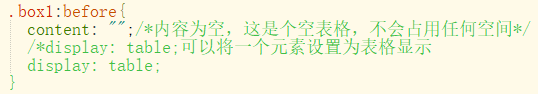 .box1:before{
content: "";/*内容为空，这是个空表格，不会占用任何空间*/
/*display: table;可以将一个元素设置为表格显示
display: table;
}